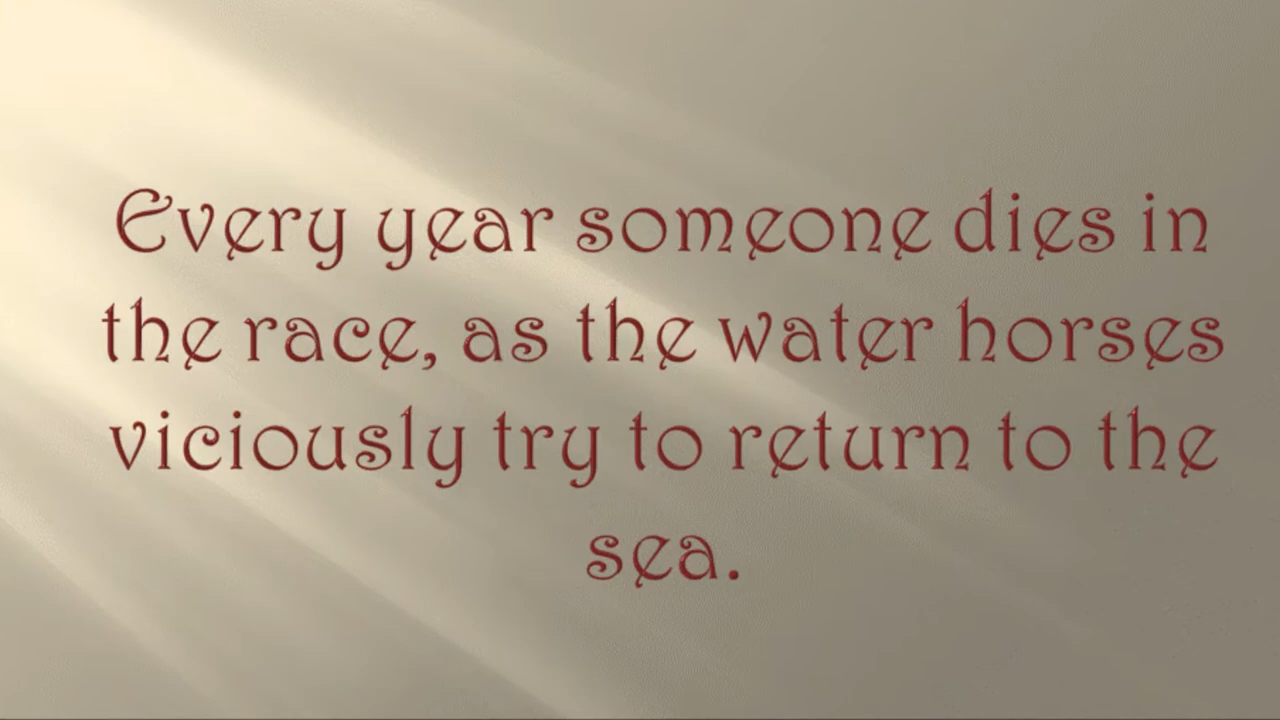 Every year someone dies in
the race, as the water horses
viciously try to return to the
sea.